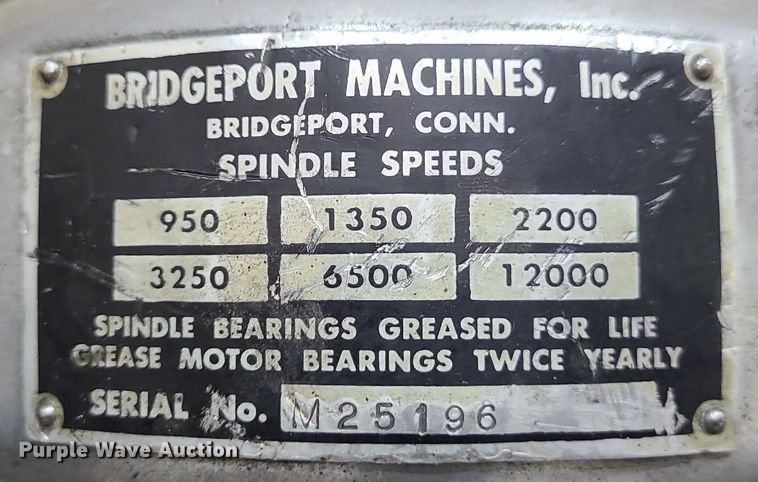 BRIDGEPORT MACHINES, Inc.
BRIDGEPORT, CONN.
SPINDLE SPEEDS
950 1350 2200
3250 6500 12000
SPINDLE BEARINGS GREASED FOR LIFE
GREASE MOTOR BEARINGS TWICE YEARLY
SERIAL No. M25196
Purple Wave Auction